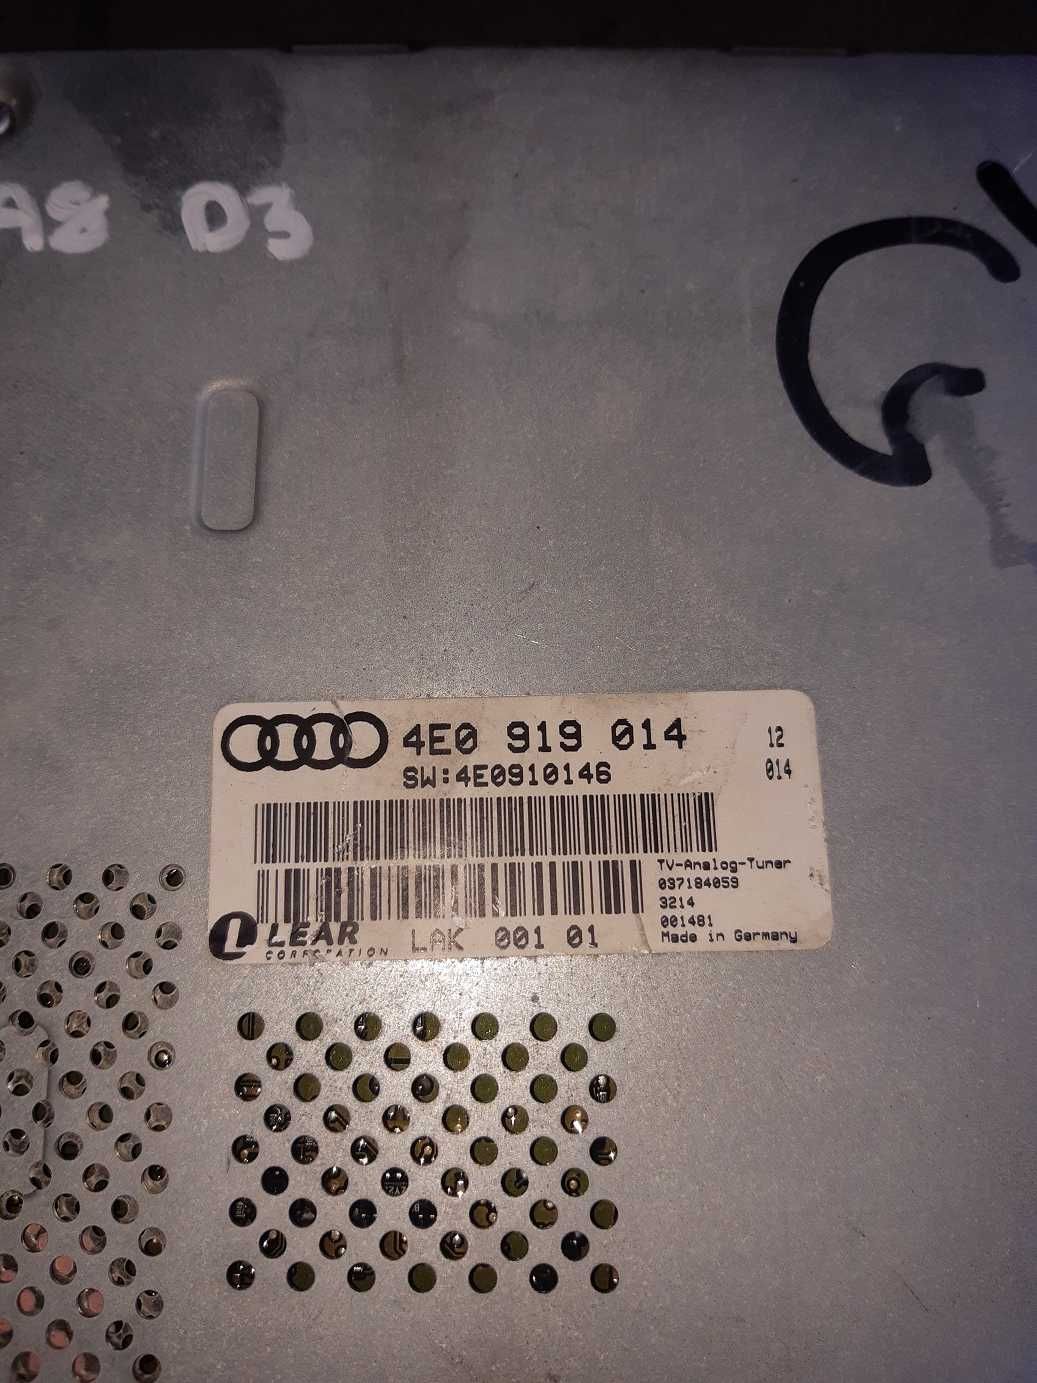 A8 D3
4E0 919 014
12
SW:4E0910146
014
TV-Analog-Tuner
037184059
3214
001481
Made in Germany
LEAR
CORPORATION
LAK 001 01